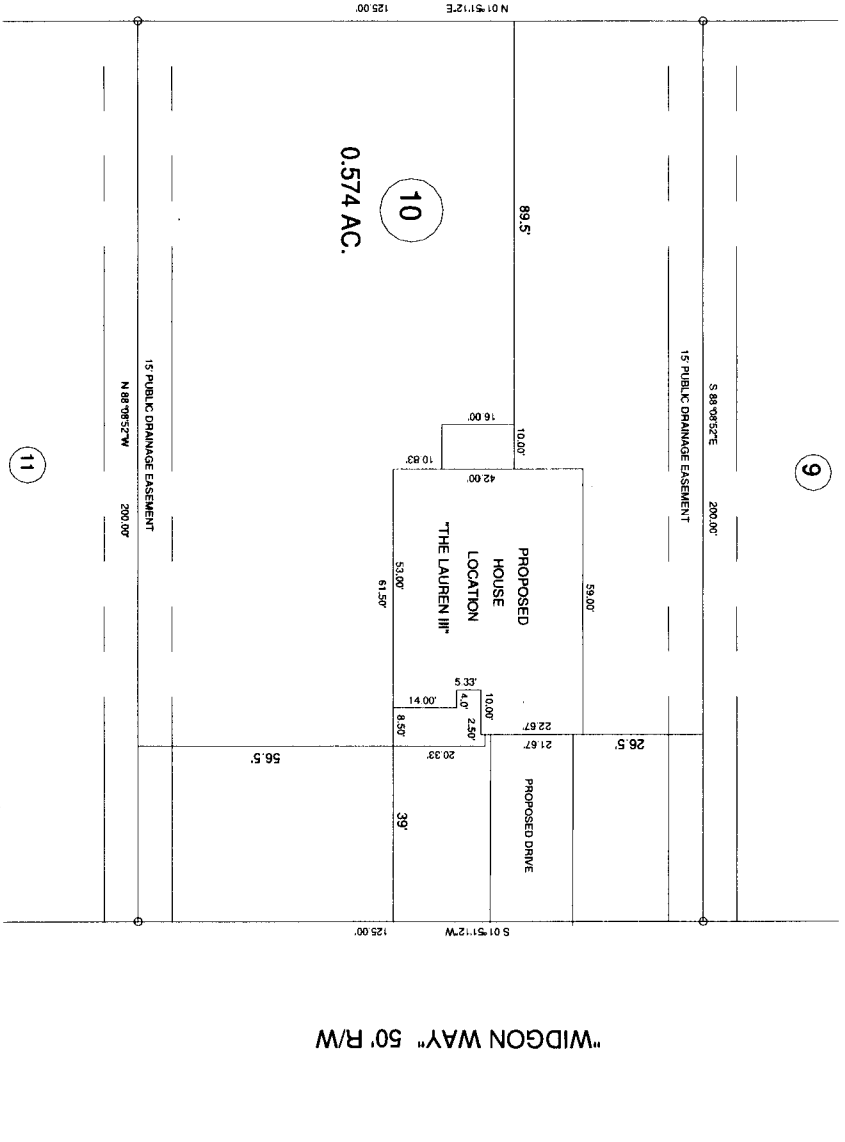 N 01°51'12"E
125.00'
10
0.574 AC.
89.5'
S 88°08'52"E
200.00'
15' PUBLIC DRAINAGE EASEMENT
9
15' PUBLIC DRAINAGE EASEMENT
N 88°08'52"W
200.00'
11
16.00'
10.00'
10.83'
42.00'
PROPOSED
HOUSE
LOCATION
"THE LAUREN III"
59.00'
53.00'
61.50'
5.33'
4.0'
10.00'
14.00'
8.50'
2.50'
22.67'
21.67'
26.5'
20.33'
56.5'
39'
PROPOSED DRIVE
S 01°51'12"W
125.00'
"WIDGON WAY" 50' R/W